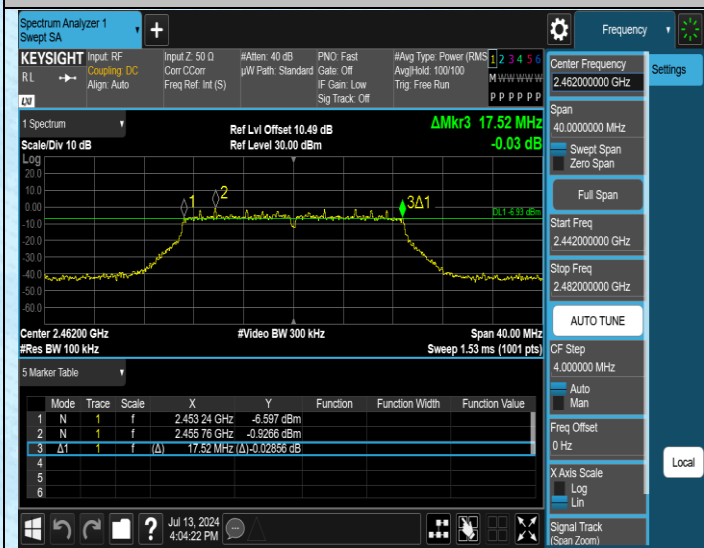 Spectrum Analyzer 1
Swept SA
Frequency
KEYSIGHT
RL
LXI
Input: RF
Coupling: DC
Align: Auto
Input Z: 50 Ω
Corr CCorr
Freq Ref: Int (S)
#Atten: 40 dB
µW Path: Standard
PNO: Fast
Gate: Off
IF Gain: Low
Sig Track: Off
#Avg Type: Power (RMS
Avg|Hold: 100/100
Trig: Free Run
1 2 3 4 5 6
M W W W W W
P P P P P P
1 Spectrum
Scale/Div 10 dB
Ref Lvl Offset 10.49 dB
Ref Level 30.00 dBm
ΔMkr3 17.52 MHz
-0.03 dB
Log
20.0
10.0
0.00
-10.0
-20.0
-30.0
-40.0
-50.0
-60.0
1
2
3Δ1
DL1 -6.93 dBm
Center 2.46200 GHz
#Video BW 300 kHz
Span 40.00 MHz
#Res BW 100 kHz
Sweep 1.53 ms (1001 pts)
5 Marker Table
Mode Trace Scale X Y Function Function Width Function Value
1 N 1 f 2.453 24 GHz -6.597 dBm
2 N 1 f 2.455 76 GHz -0.9266 dBm
3 Δ1 1 f (Δ) 17.52 MHz (Δ) -0.02856 dB
4
5
6
Jul 13, 2024
4:04:22 PM
Center Frequency
2.462000000 GHz
Span
40.0000000 MHz
Swept Span
Zero Span
Full Span
Start Freq
2.442000000 GHz
Stop Freq
2.482000000 GHz
AUTO TUNE
CF Step
4.000000 MHz
Auto
Man
Freq Offset
0 Hz
X Axis Scale
Log
Lin
Signal Track
(Span Zoom)
Settings
Local